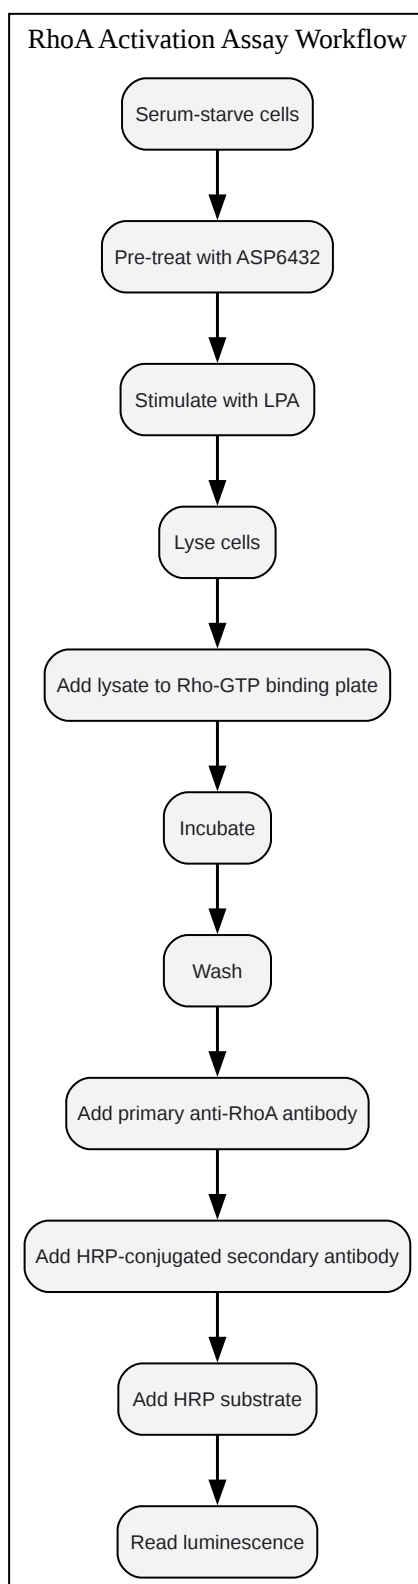 RhoA Activation Assay Workflow
Serum-starve cells
Pre-treat with ASP6432
Stimulate with LPA
Lyse cells
Add lysate to Rho-GTP binding plate
Incubate
Wash
Add primary anti-RhoA antibody
Add HRP-conjugated secondary antibody
Add HRP substrate
Read luminescence